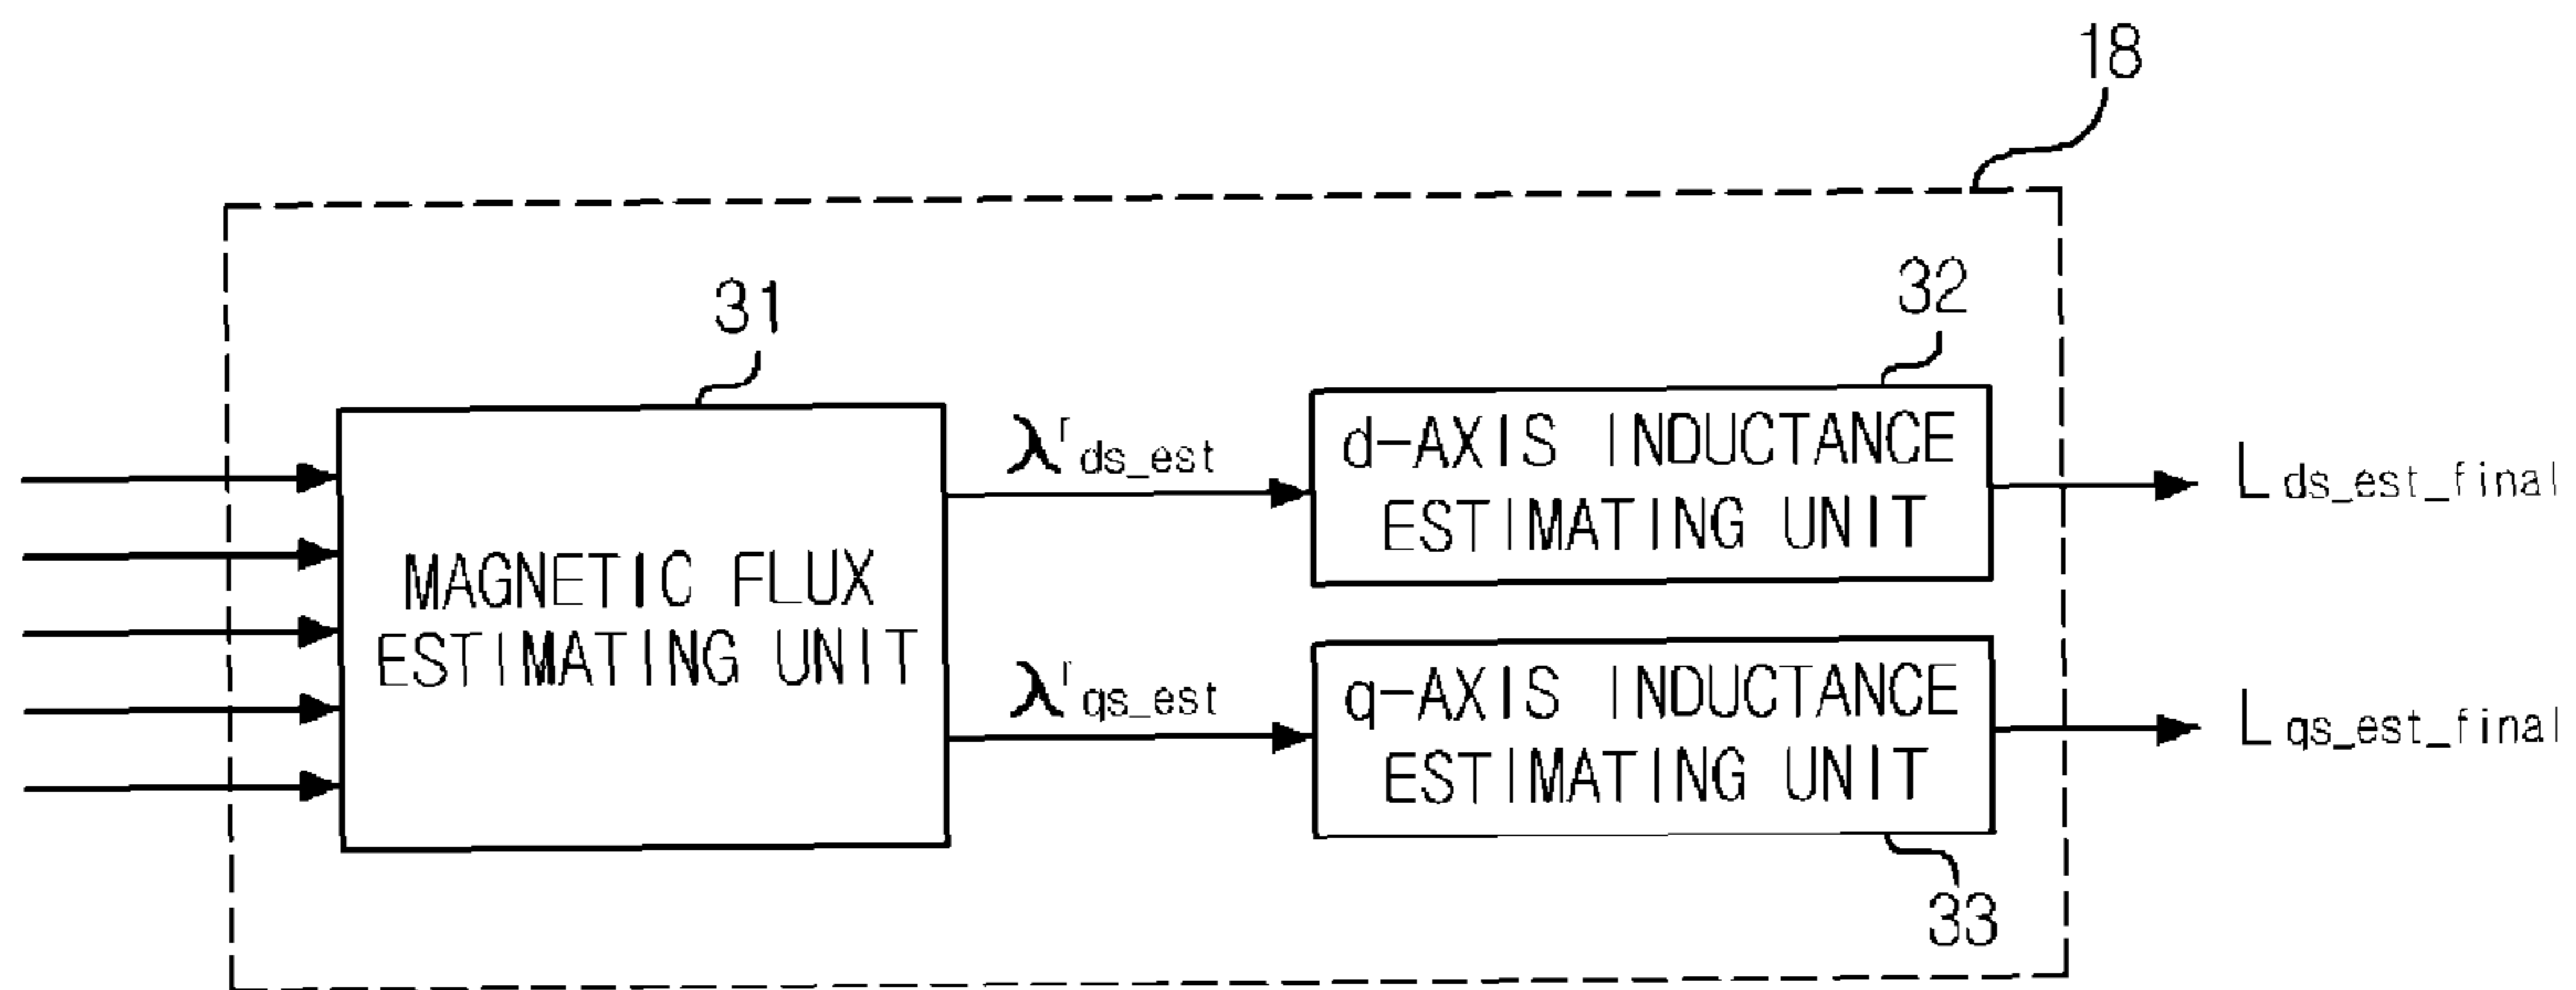 18
31
32
MAGNETIC FLUX
ESTIMATING UNIT
λʳds_est
d-AXIS INDUCTANCE
ESTIMATING UNIT
Lds_est_final
λʳqs_est
q-AXIS INDUCTANCE
ESTIMATING UNIT
Lqs_est_final
33